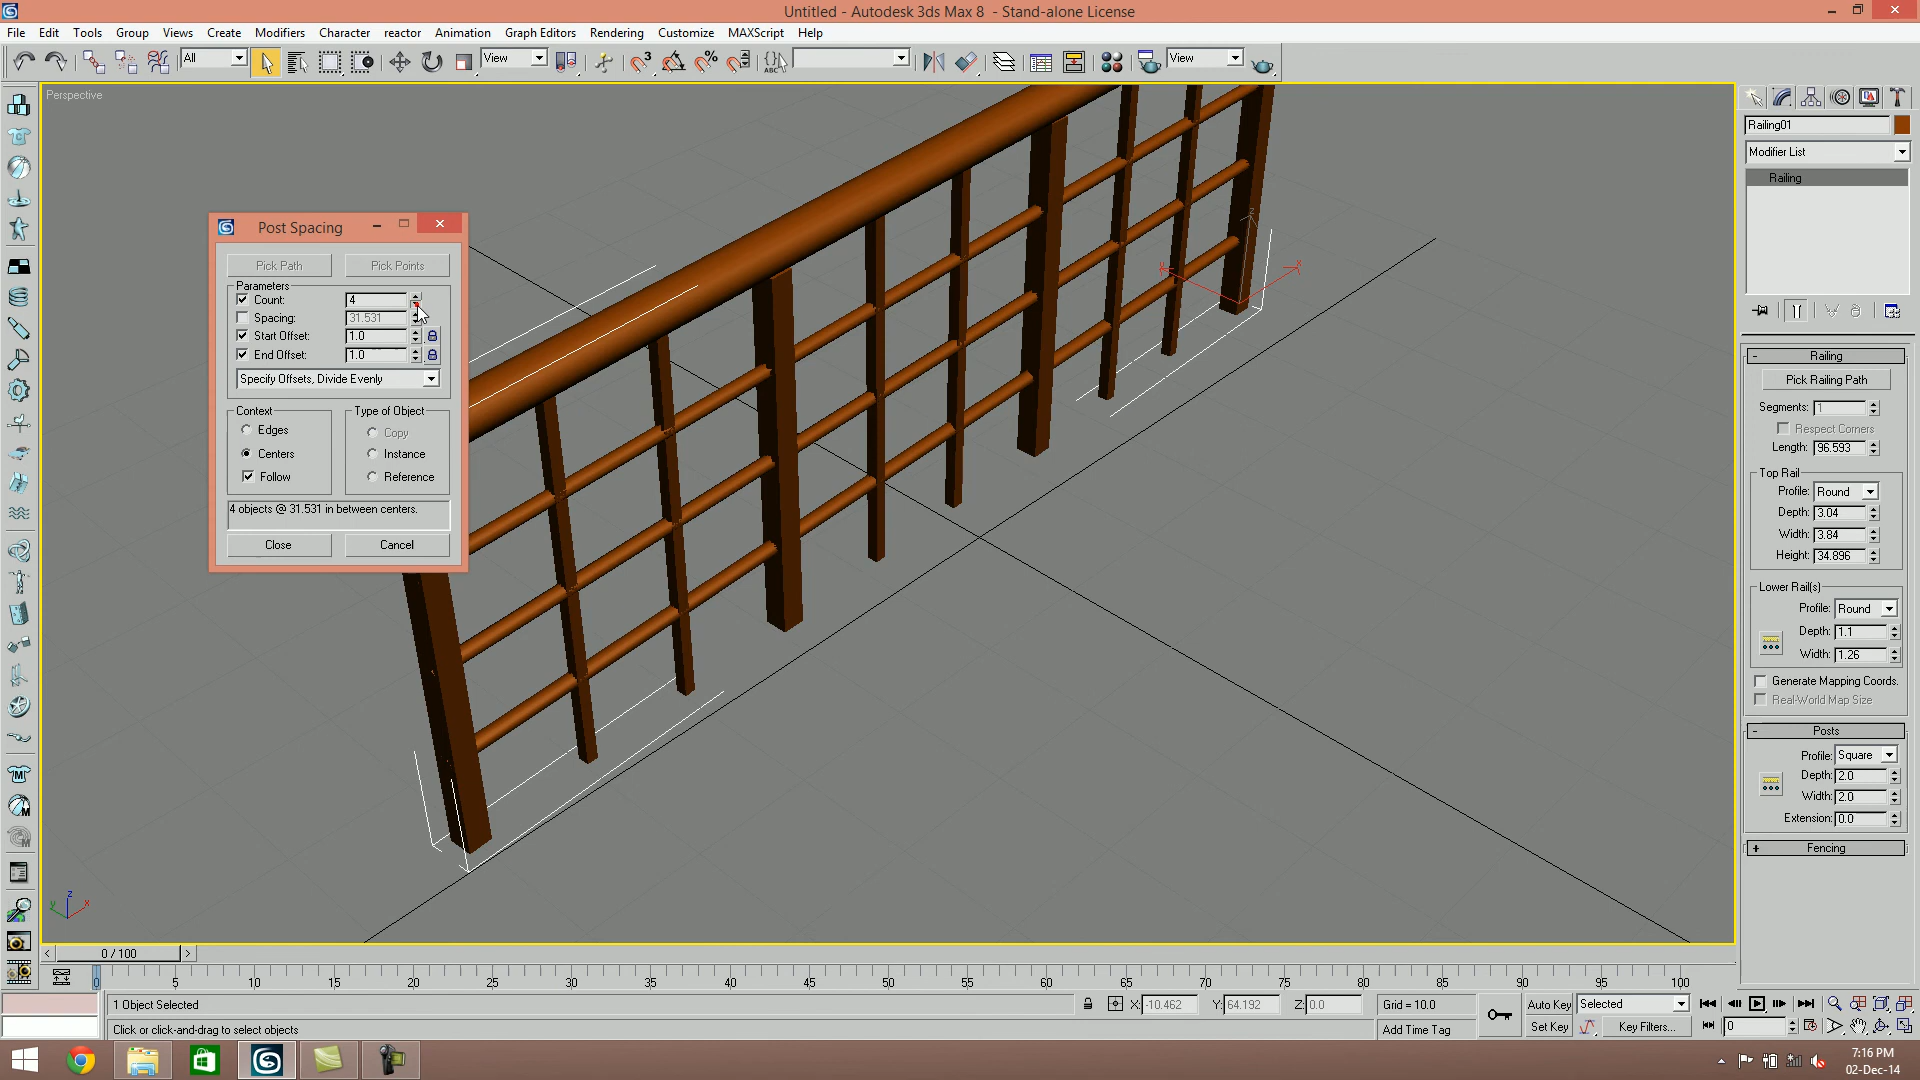 Untitled - Autodesk 3ds Max 8 - Stand-alone License
File Edit Tools Group Views Create Modifiers Character reactor Animation Graph Editors Rendering Customize MAXScript Help
All View ABC View
Perspective
Post Spacing
Pick Path Pick Points
Parameters
Count: 4
Spacing: 31.531
Start Offset: 1.0
End Offset: 1.0
Specify Offsets, Divide Evenly
Context Type of Object
Edges Copy
Centers Instance
Follow Reference
4 objects @ 31.531 in between centers.
Close Cancel
Railing01
Modifier List
Railing
- Railing
Pick Railing Path
Segments: 1
Respect Corners
Length: 96.593
Top Rail
Profile: Round
Depth: 3.04
Width: 3.84
Height: 34.896
Lower Rail(s)
Profile: Round
Depth: 1.1
Width: 1.26
Generate Mapping Coords.
Real-World Map Size
- Posts
Profile: Square
Depth: 2.0
Width: 2.0
Extension: 0.0
+ Fencing
z
x
z
y x
< 0 / 100 >
0 5 10 15 20 25 30 35 40 45 50 55 60 65 70 75 80 85 90 95 100
1 Object Selected X: -10.462 Y: 64.192 Z: 0.0 Grid = 10.0 Auto Key Selected
Click or click-and-drag to select objects Add Time Tag Set Key Key Filters... 0
7:16 PM
02-Dec-14